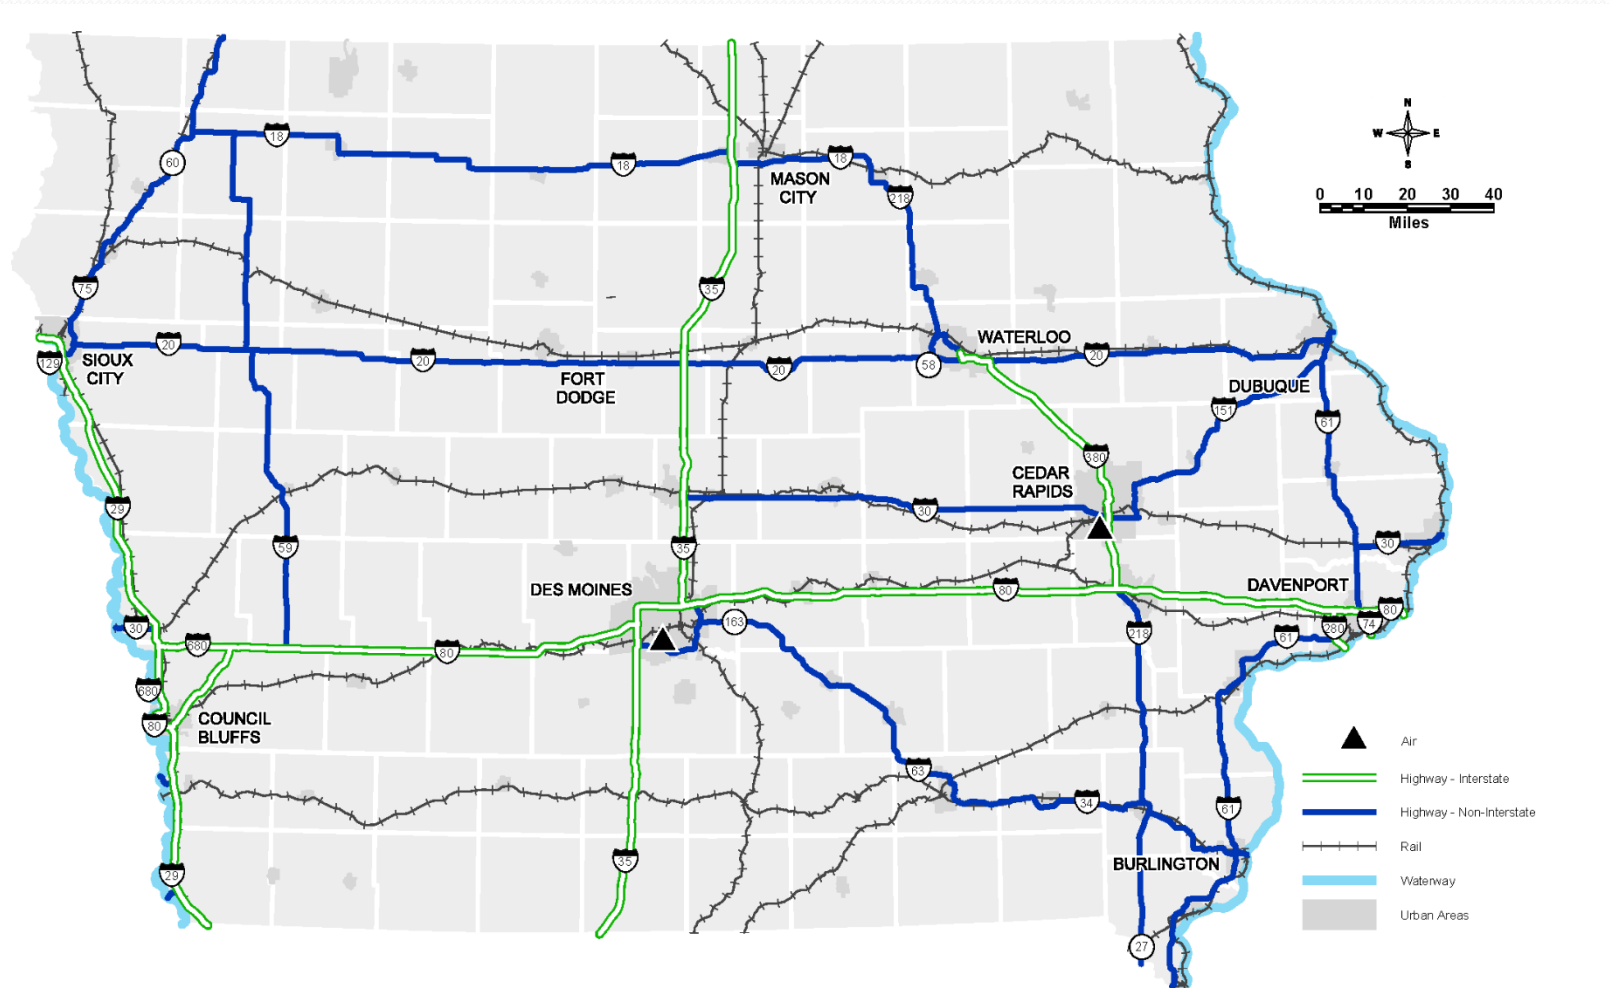 N
W E
S
0 10 20 30 40
Miles
18
60
18
18
MASON
CITY
218
75
35
129
SIOUX
CITY
20
20
FORT
DODGE
20
58
WATERLOO
20
DUBUQUE
151
61
380
CEDAR
RAPIDS
29
30
59
35
30
DES MOINES
80
DAVENPORT
80
30
163
218
61
280
74
680
80
680
80
COUNCIL
BLUFFS
63
34
61
BURLINGTON
29
35
27
Air
Highway - Interstate
Highway - Non-Interstate
Rail
Waterway
Urban Areas